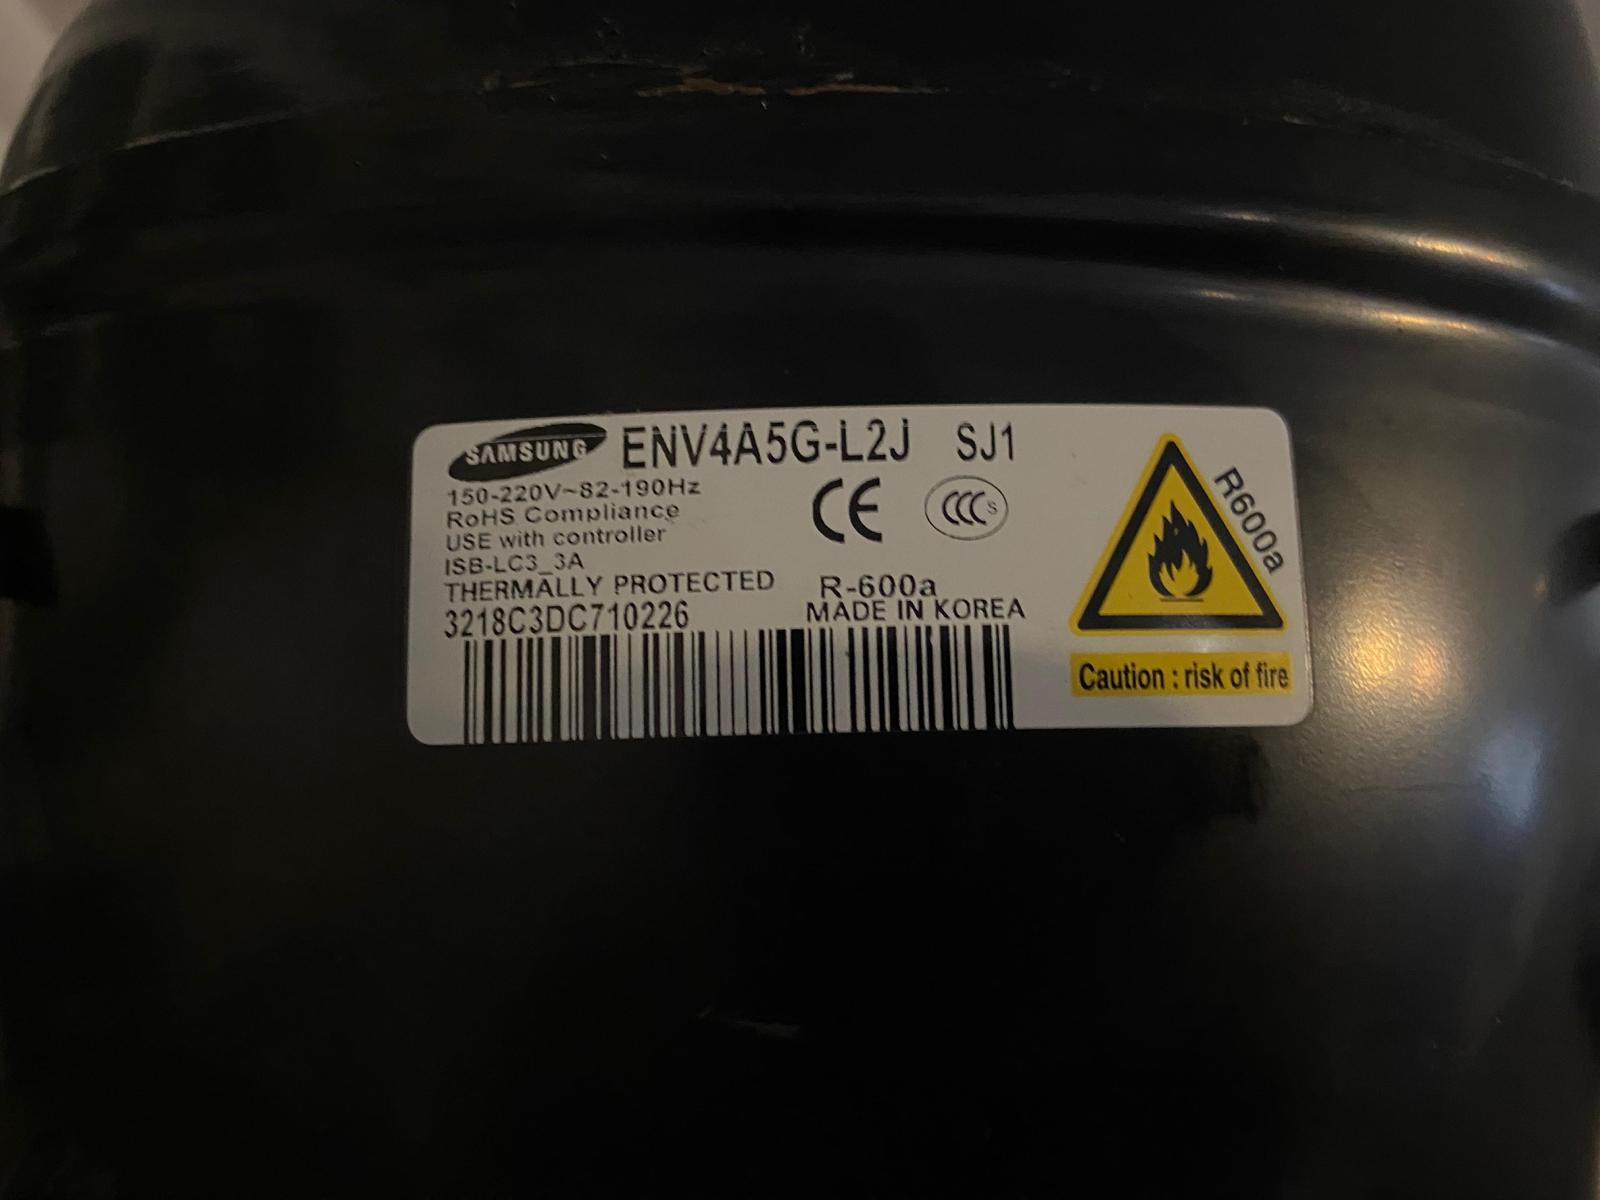 SAMSUNG ENV4A5G-L2J SJ1
150-220V~82-190Hz
RoHS Compliance
USE with controller
ISB-LC3_3A
THERMALLY PROTECTED
3218C3DC710226
CE
CCC S
R-600a
MADE IN KOREA
R600a
Caution : risk of fire